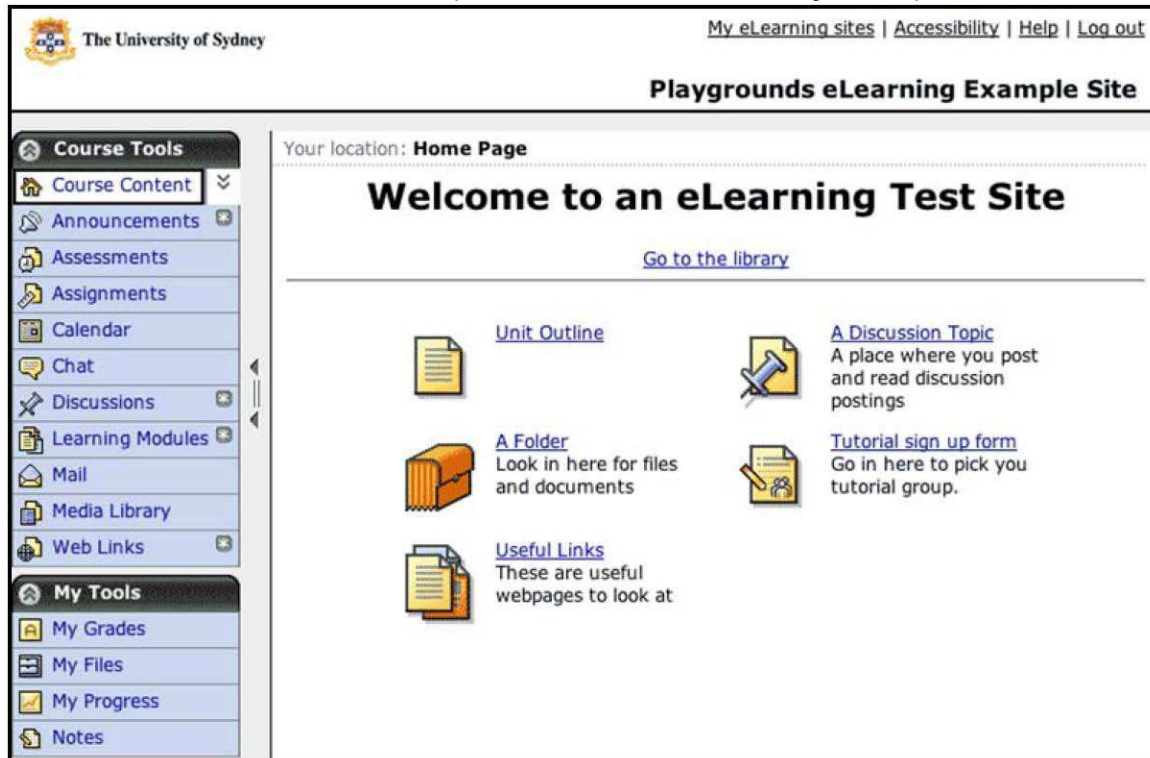 The University of Sydney
My eLearning sites | Accessibility | Help | Log out
Playgrounds eLearning Example Site
Course Tools
Course Content
Announcements
Assessments
Assignments
Calendar
Chat
Discussions
Learning Modules
Mail
Media Library
Web Links
My Tools
My Grades
My Files
My Progress
Notes
Your location: Home Page
Welcome to an eLearning Test Site
Go to the library
Unit Outline
A Discussion Topic
A place where you post
and read discussion
postings
A Folder
Look in here for files
and documents
Tutorial sign up form
Go in here to pick you
tutorial group.
Useful Links
These are useful
webpages to look at